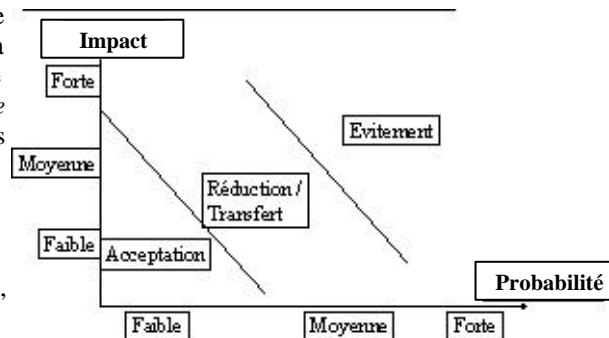 e
a
e
s
,
Impact
Forte
Evitement
Moyenne
Réduction /
Transfert
Faible
Acceptation
Probabilité
Faible
Moyenne
Forte